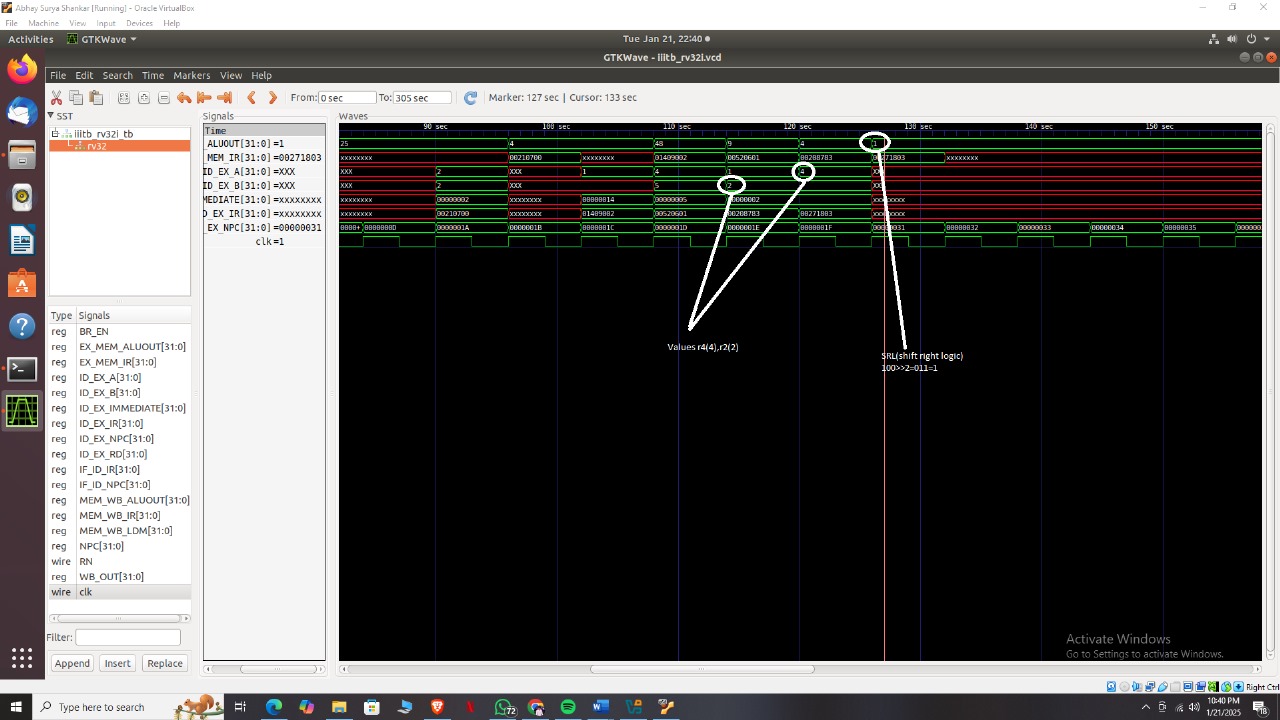 Abhay Surya Shankar [Running] - Oracle VirtualBox
File Machine View Input Devices Help
Activities GTKWave Tue Jan 21, 22:40
GTKWave - iiitb_rv32i.vcd
File Edit Search Time Markers View Help
From: 0 sec To: 305 sec Marker: 127 sec | Cursor: 133 sec
SST
iiitb_rv32i_tb
rv32
Type Signals
reg BR_EN
reg EX_MEM_ALUOUT[31:0]
reg EX_MEM_IR[31:0]
reg ID_EX_A[31:0]
reg ID_EX_B[31:0]
reg ID_EX_IMMEDIATE[31:0]
reg ID_EX_IR[31:0]
reg ID_EX_NPC[31:0]
reg ID_EX_RD[31:0]
reg IF_ID_IR[31:0]
reg IF_ID_NPC[31:0]
reg MEM_WB_ALUOUT[31:0]
reg MEM_WB_IR[31:0]
reg MEM_WB_LDM[31:0]
reg NPC[31:0]
wire RN
reg WB_OUT[31:0]
wire clk
Filter:
Append Insert Replace
Signals
Time
_ALUOUT[31:0] =1
_MEM_IR[31:0] =00271803
ID_EX_A[31:0] =XXX
ID_EX_B[31:0] =XXX
MEDIATE[31:0] =xxxxxxxx
D_EX_IR[31:0] =xxxxxxxx
_EX_NPC[31:0] =00000031
clk =1
Waves
90 sec 100 sec 110 sec 120 sec 130 sec 140 sec 150 sec
25 4 48 9 4 1
xxxxxxxx 00210700 xxxxxxxx 01409002 00520601 00208783 00271803 xxxxxxxx
XXX 2 XXX 1 4 1 4 XXX
XXX 2 XXX 5 2 XXX
xxxxxxxx 00000002 xxxxxxxx 00000014 00000005 00000002 xxxxxxxx
xxxxxxxx 00210700 xxxxxxxx 01409002 00520601 00208783 00271803 xxxxxxxx
0000+ 0000000D 0000001A 0000001B 0000001C 0000001D 0000001E 0000001F 00000031 00000032 00000033 00000034 00000035 00000
Values r4(4),r2(2)
SRL(shift right logic)
100>>2=011=1
Activate Windows
Go to Settings to activate Windows.
Right Ctrl
Type here to search
72
10:40 PM
1/21/2025
18